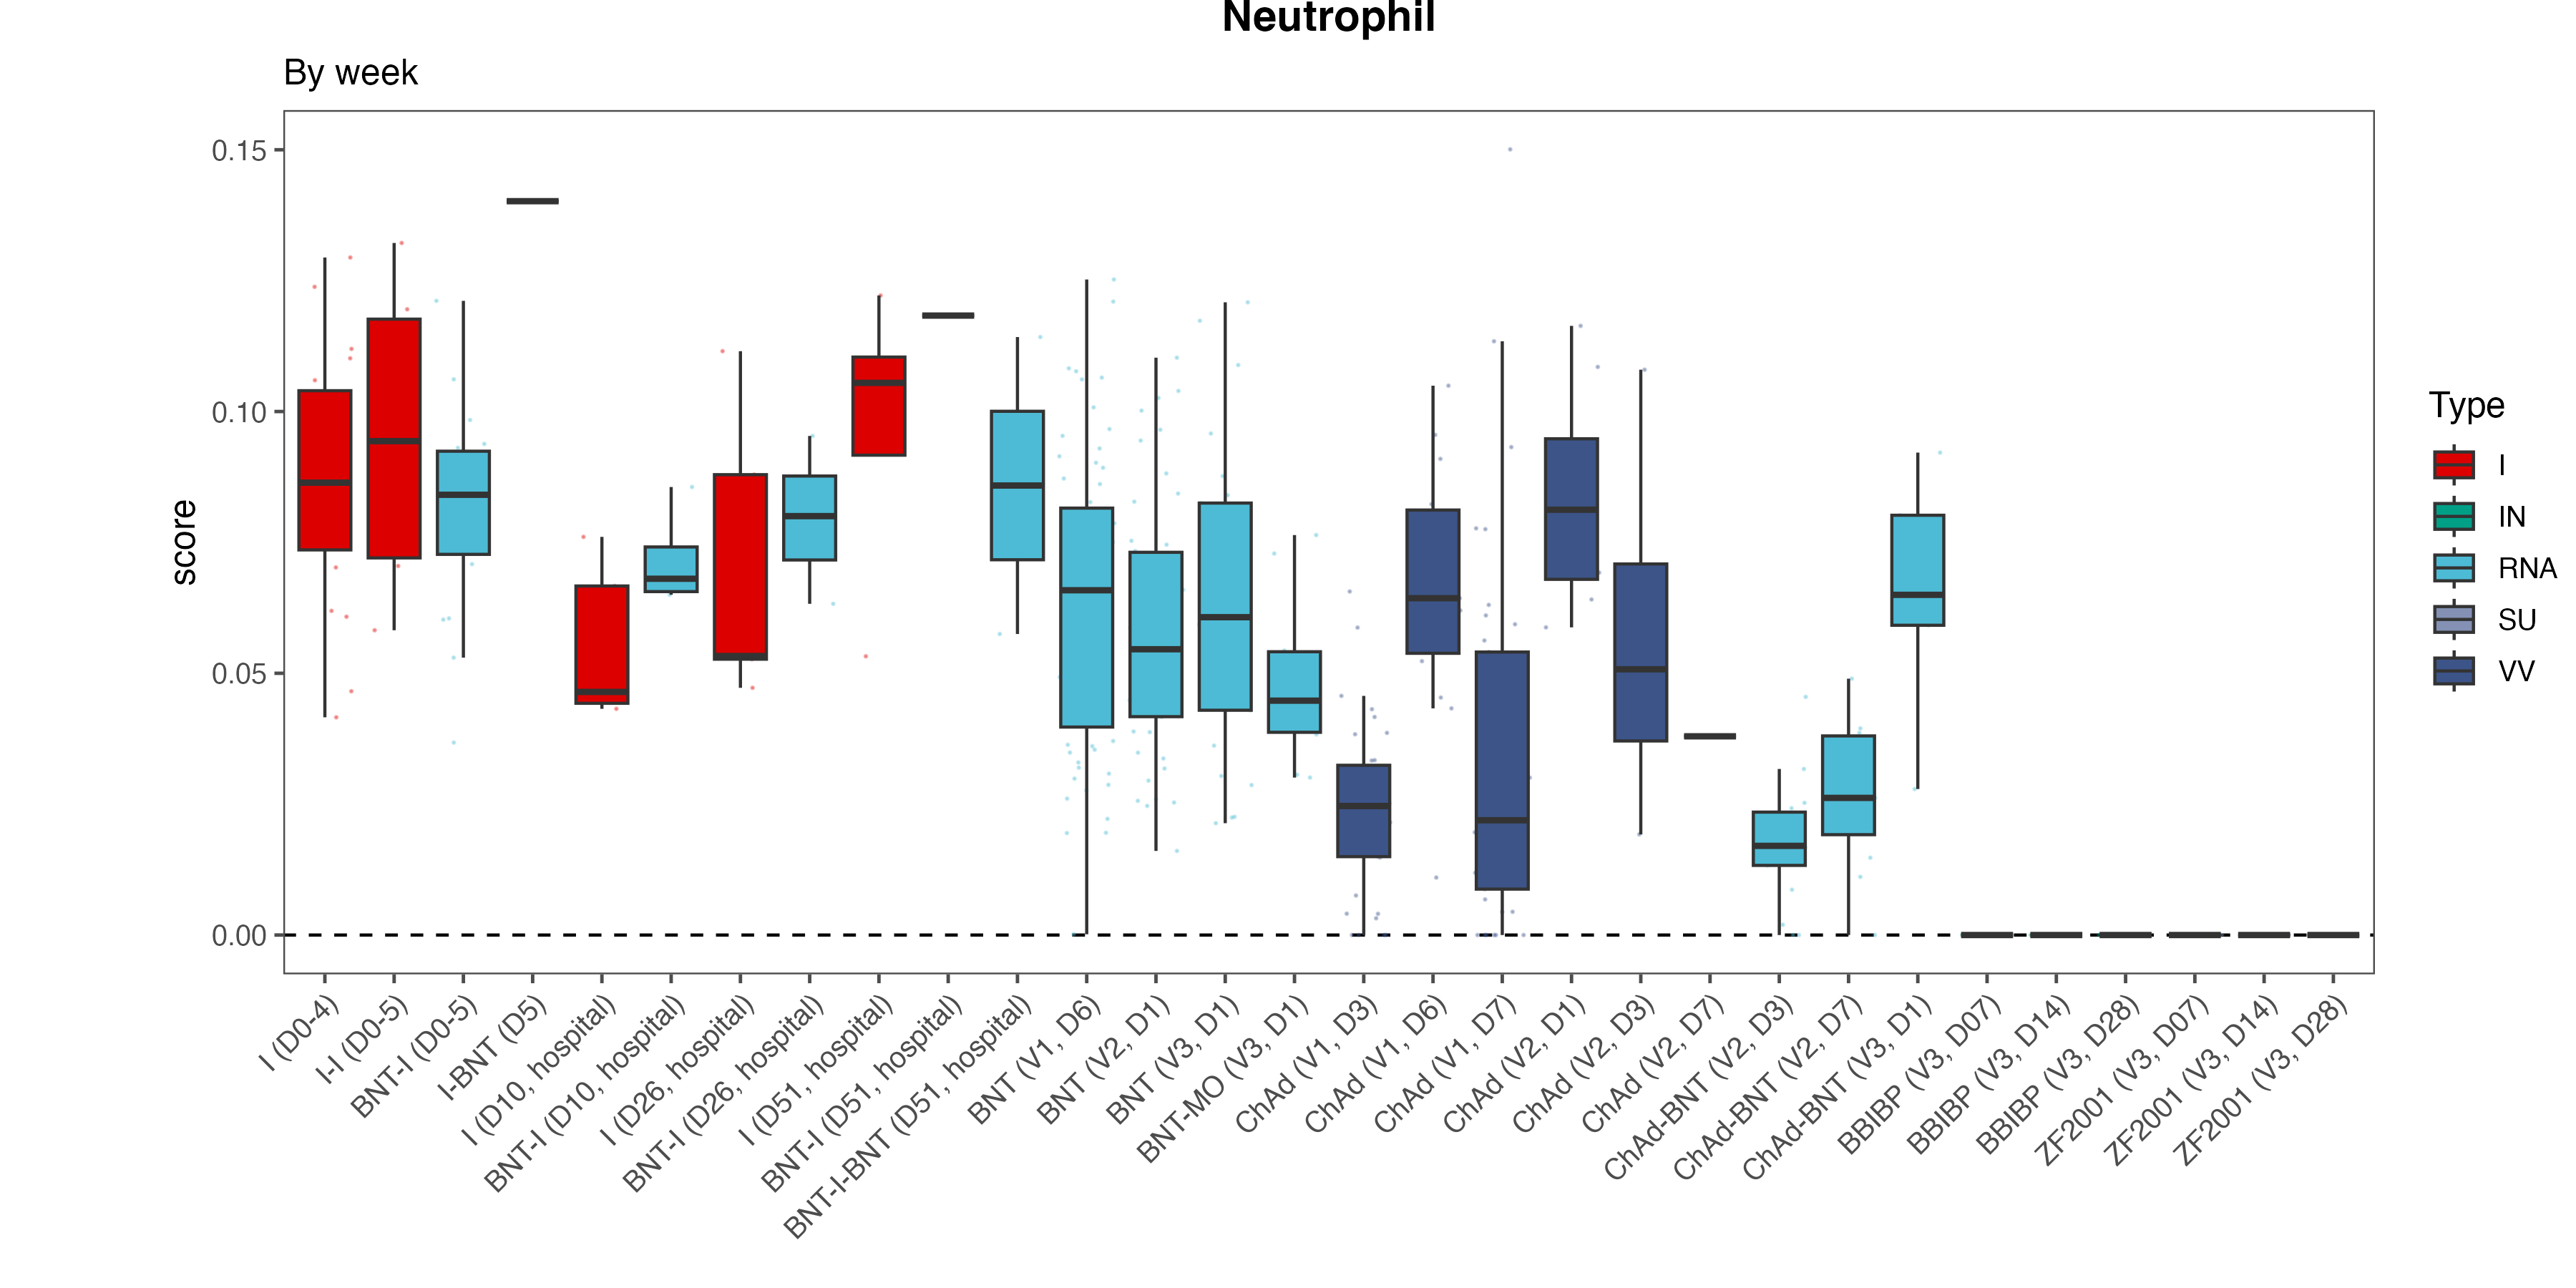 Neutrophil
By week
0.15
0.10
0.05
0.00
score
I (D0-4)
I-I (D0-5)
BNT-I (D0-5)
I-BNT (D5)
I (D10, hospital)
BNT-I (D10, hospital)
I (D26, hospital)
BNT-I (D26, hospital)
I (D51, hospital)
BNT-I (D51, hospital)
BNT-I-BNT (D51, hospital)
BNT (V1, D6)
BNT (V2, D1)
BNT (V3, D1)
BNT-MO (V3, D1)
ChAd (V1, D3)
ChAd (V1, D6)
ChAd (V1, D7)
ChAd (V2, D1)
ChAd (V2, D3)
ChAd (V2, D7)
ChAd-BNT (V2, D3)
ChAd-BNT (V2, D7)
ChAd-BNT (V3, D1)
BBIBP (V3, D07)
BBIBP (V3, D14)
BBIBP (V3, D28)
ZF2001 (V3, D07)
ZF2001 (V3, D14)
ZF2001 (V3, D28)
Type
I
IN
RNA
SU
VV